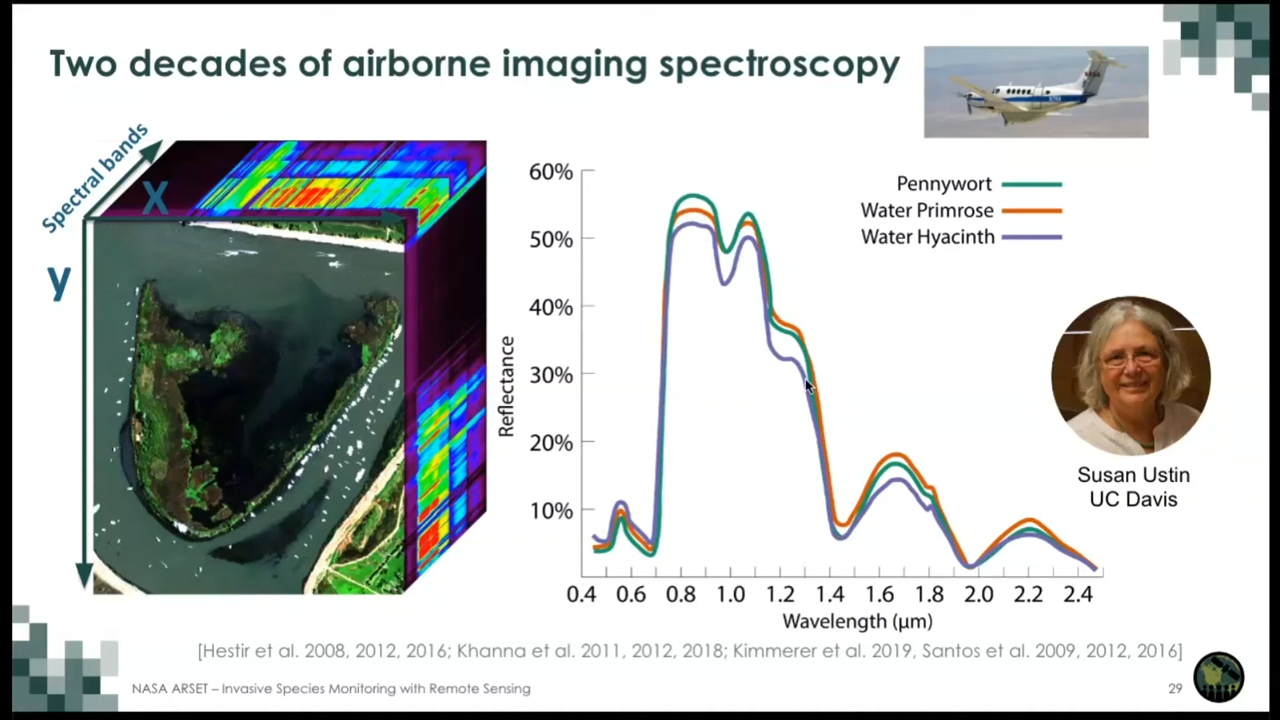 Two decades of airborne imaging spectroscopy
Spectral bands
X
y
60%
50%
40%
30%
20%
10%
Reflectance
Pennywort
Water Primrose
Water Hyacinth
0.4 0.6 0.8 1.0 1.2 1.4 1.6 1.8 2.0 2.2 2.4
Wavelength (µm)
Susan Ustin
UC Davis
[Hestir et al. 2008, 2012, 2016; Khanna et al. 2011, 2012, 2018; Kimmerer et al. 2019, Santos et al. 2009, 2012, 2016]
NASA ARSET – Invasive Species Monitoring with Remote Sensing
29